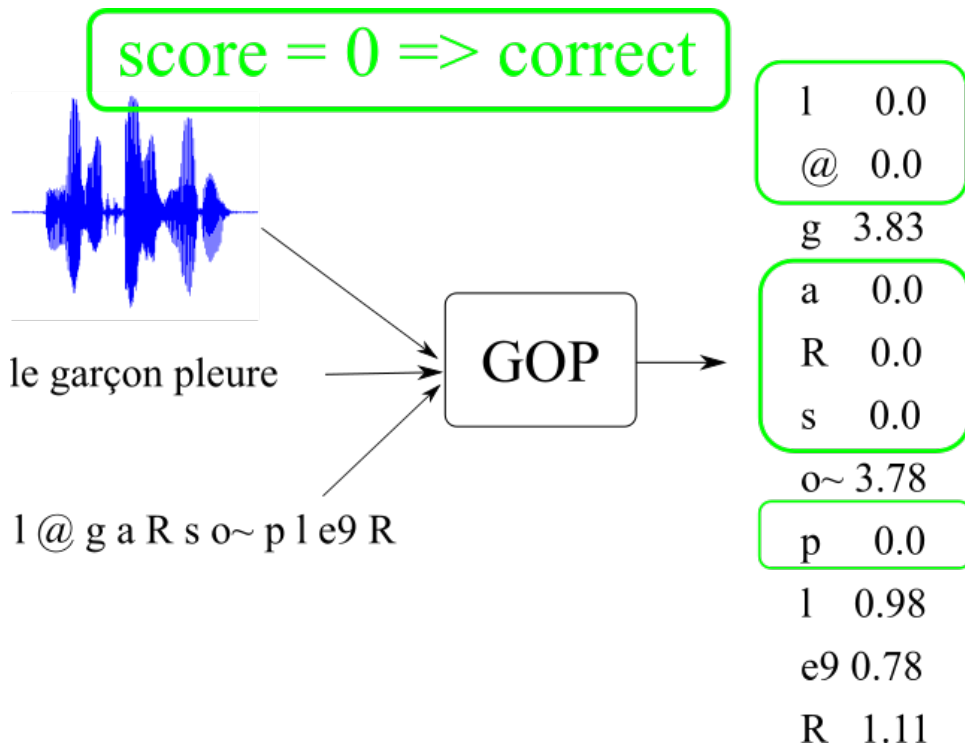 score = 0 => correct
le garçon pleure
l @ g a R s o~ p l e9 R
GOP
l 0.0
@ 0.0
g 3.83
a 0.0
R 0.0
s 0.0
o~ 3.78
p 0.0
l 0.98
e9 0.78
R 1.11